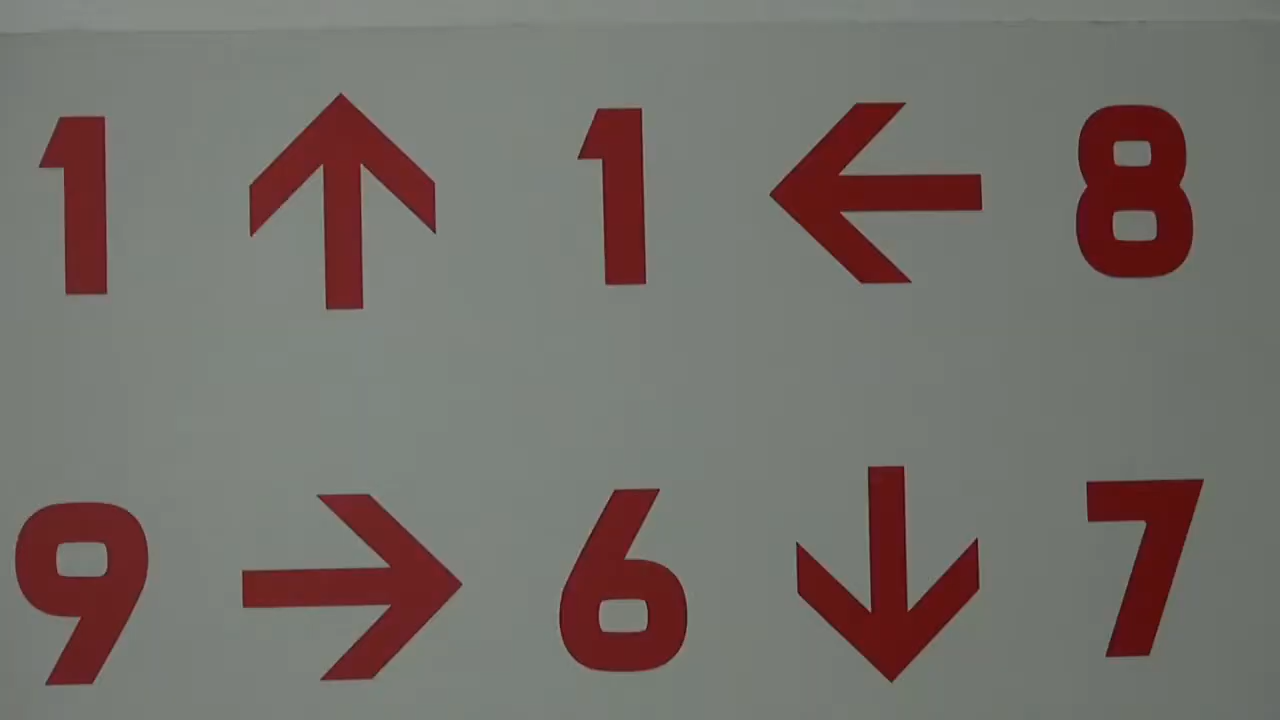 1 ↑ 1 ← 8
9 → 6 ↓ 7